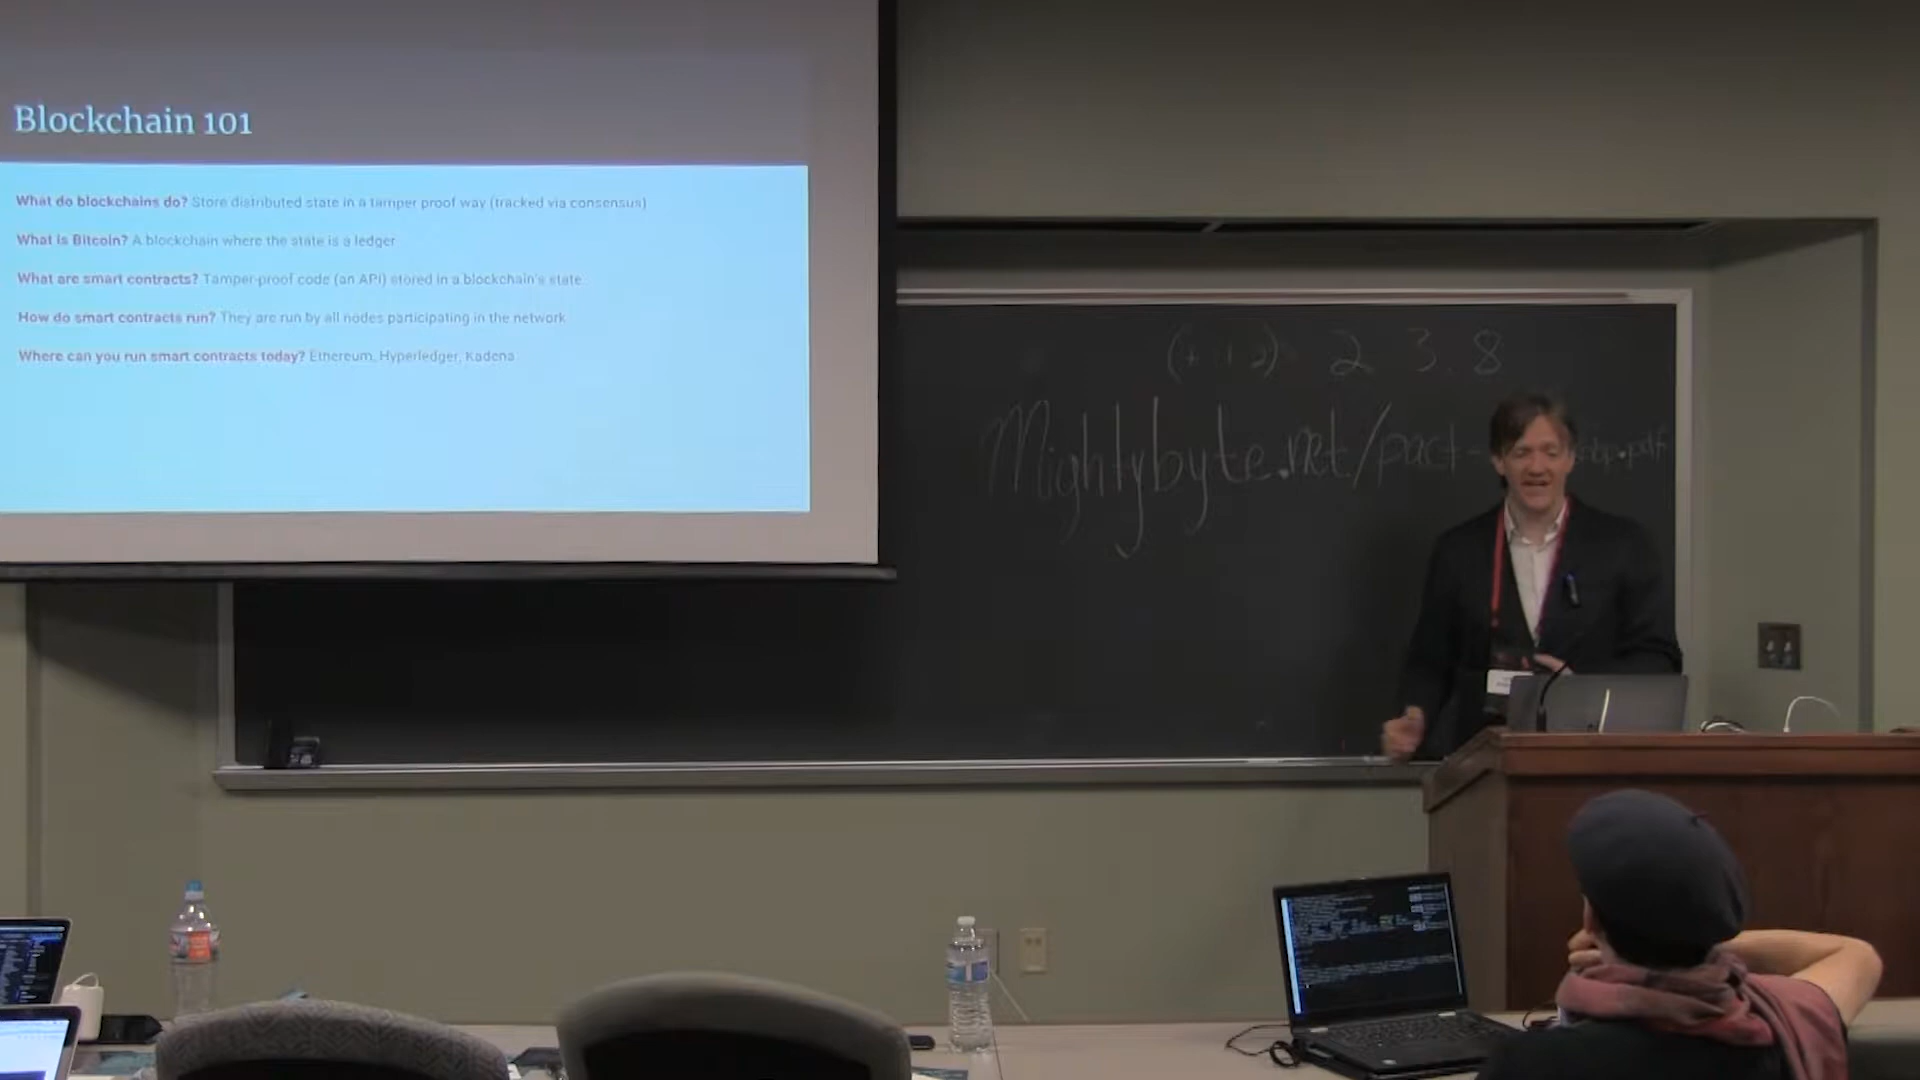 Blockchain 101
What do blockchains do? Store distributed state in a tamper proof way (tracked via consensus)
What is Bitcoin? A blockchain where the state is a ledger
What are smart contracts? Tamper-proof code (an API) stored in a blockchain's state.
How do smart contracts run? They are run by all nodes participating in the network
Where can you run smart contracts today? Ethereum, Hyperledger, Kadena
(+ 1 2) 2 3.8
Mightybyte.net/pact-